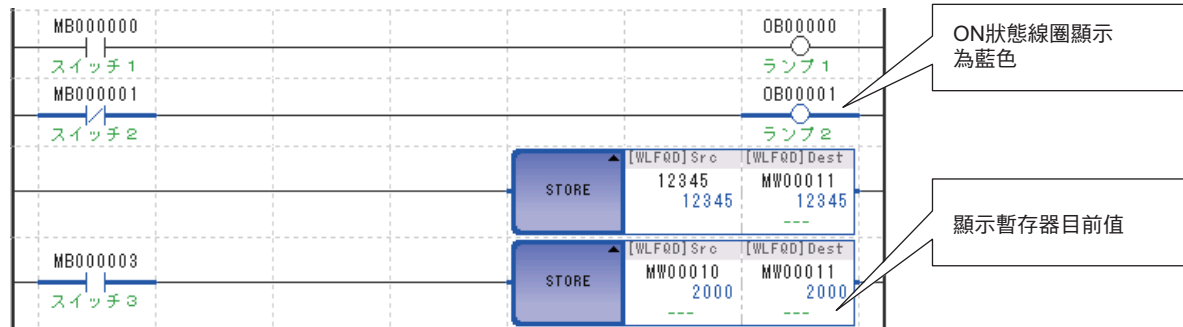 MB000000 OB00000
スイッチ1 ランプ1
MB000001 OB00001
スイッチ2 ランプ2
ON狀態線圈顯示
為藍色
[WLFQD]Src [WLFQD]Dest
STORE 12345 MW00011
12345 12345
---
顯示暫存器目前值
MB000003
スイッチ3
[WLFQD]Src [WLFQD]Dest
STORE MW00010 MW00011
2000 2000
--- ---